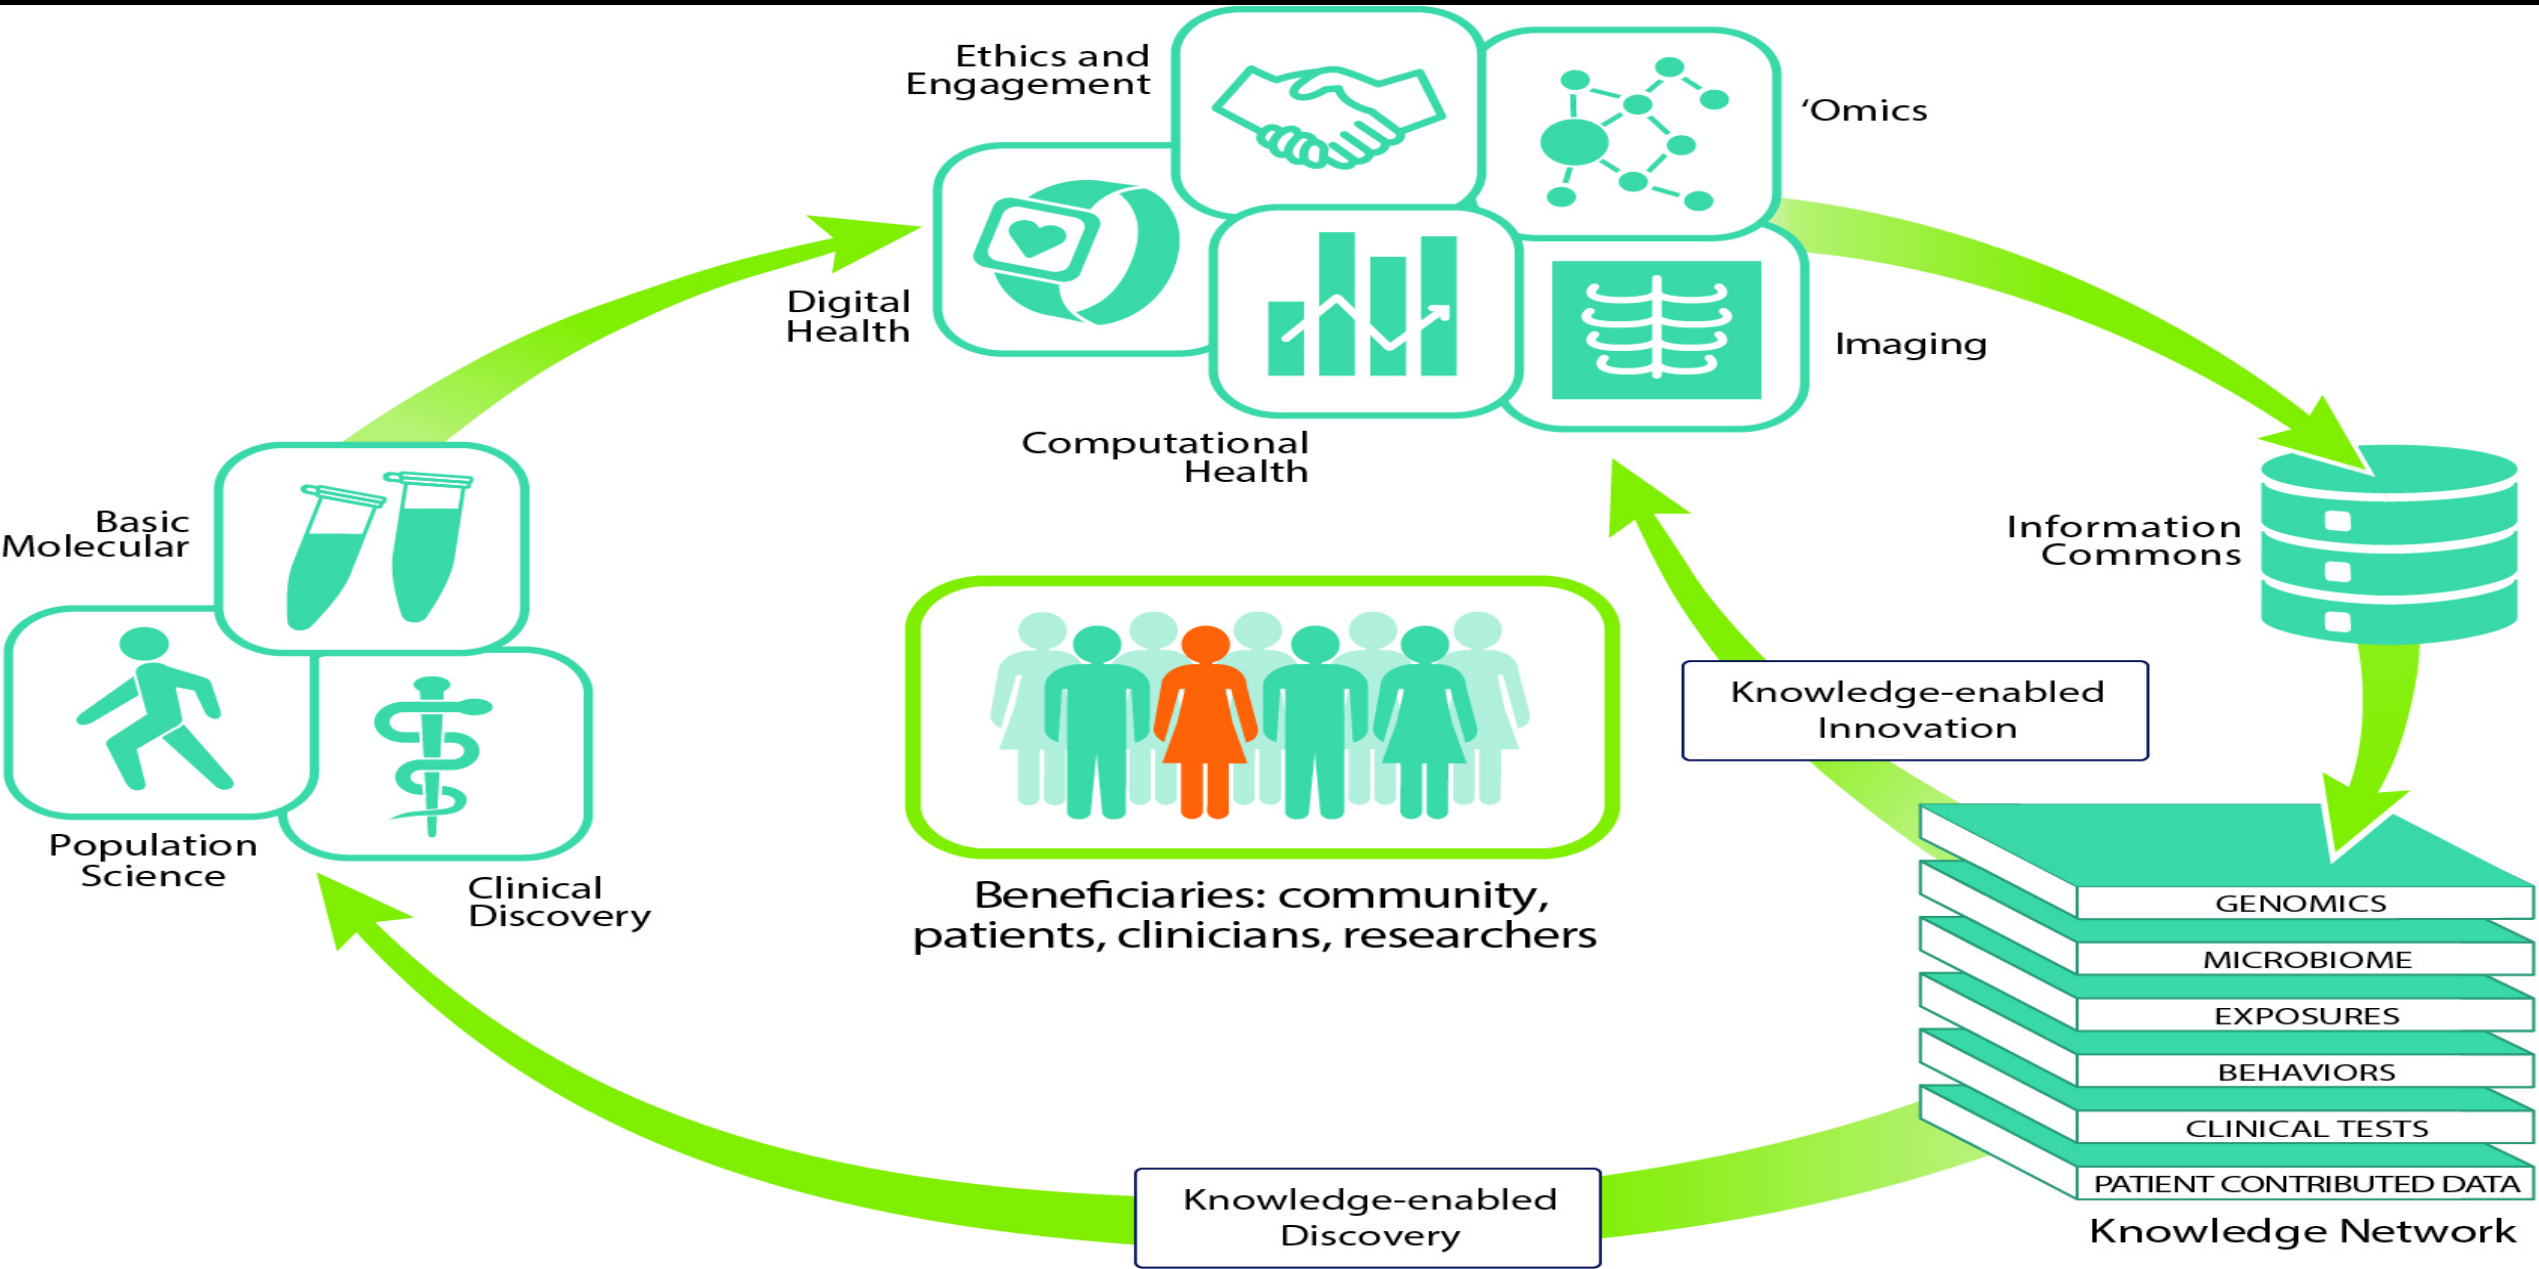 Ethics and
Engagement
‘Omics
Digital
Health
Imaging
Computational
Health
Basic
Molecular
Information
Commons
Population
Science
Clinical
Discovery
Knowledge-enabled
Innovation
Beneficiaries: community,
patients, clinicians, researchers
GENOMICS
MICROBIOME
EXPOSURES
BEHAVIORS
CLINICAL TESTS
PATIENT CONTRIBUTED DATA
Knowledge Network
Knowledge-enabled
Discovery